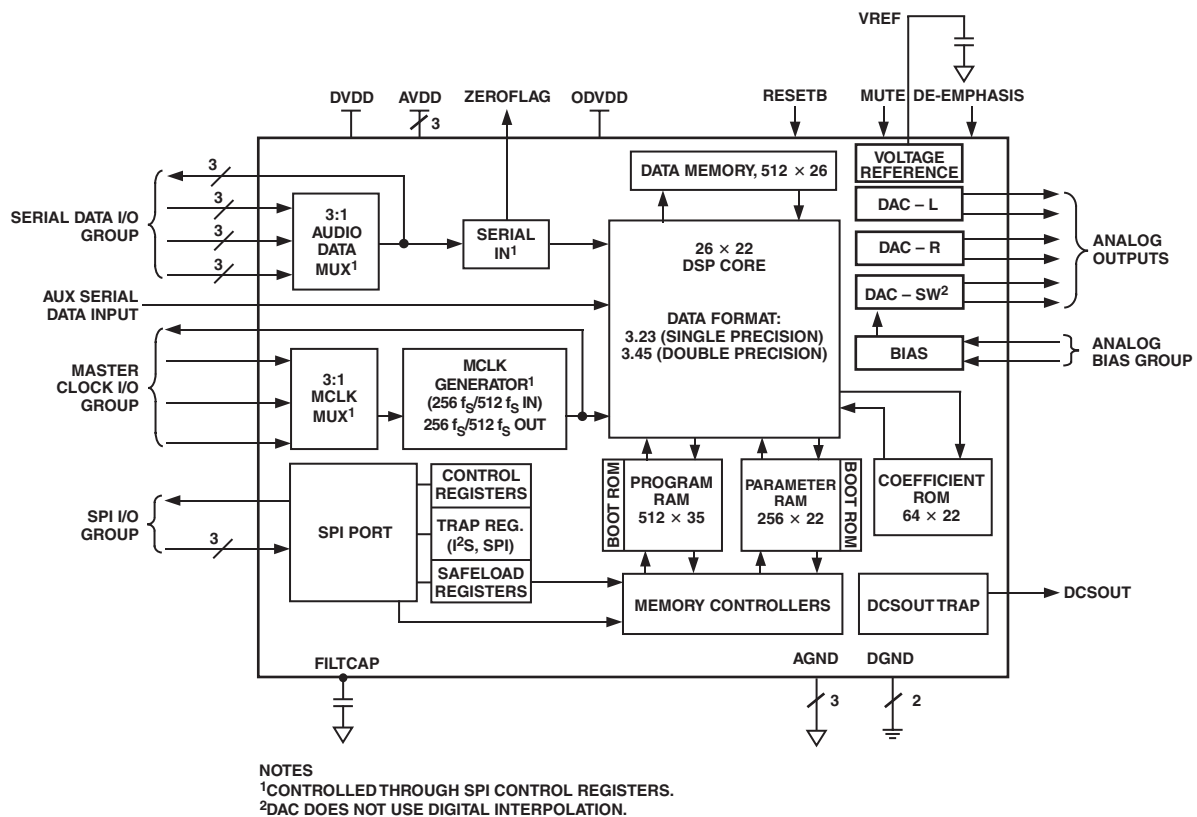 VREF
DVDD
AVDD
3
ZEROFLAG
ODVDD
RESETB
MUTE
DE-EMPHASIS
SERIAL DATA I/O
GROUP
3
3
3
3
3:1
AUDIO
DATA
MUX1
SERIAL
IN1
DATA MEMORY, 512 × 26
26 × 22
DSP CORE
DATA FORMAT:
3.23 (SINGLE PRECISION)
3.45 (DOUBLE PRECISION)
VOLTAGE
REFERENCE
DAC – L
DAC – R
DAC – SW2
BIAS
ANALOG
OUTPUTS
ANALOG
BIAS GROUP
AUX SERIAL
DATA INPUT
MASTER
CLOCK I/O
GROUP
3:1
MCLK
MUX1
MCLK
GENERATOR1
(256 fS/512 fS IN)
256 fS/512 fS OUT
SPI I/O
GROUP
3
SPI PORT
CONTROL
REGISTERS
TRAP REG.
(I2S, SPI)
SAFELOAD
REGISTERS
BOOT ROM
PROGRAM
RAM
512 × 35
PARAMETER
RAM
256 × 22
BOOT ROM
COEFFICIENT
ROM
64 × 22
MEMORY CONTROLLERS
DCSOUT TRAP
DCSOUT
FILTCAP
AGND
3
DGND
2
NOTES
1CONTROLLED THROUGH SPI CONTROL REGISTERS.
2DAC DOES NOT USE DIGITAL INTERPOLATION.